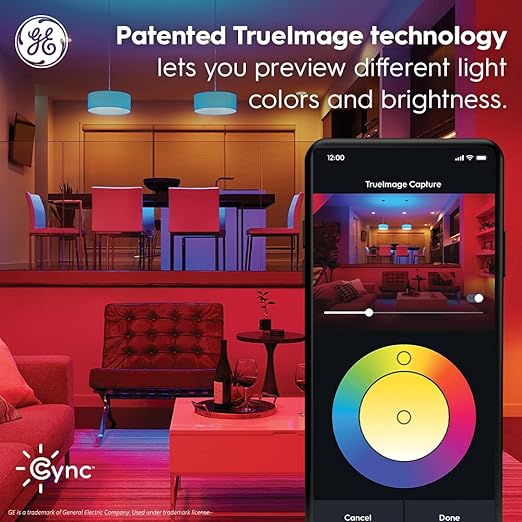 GE
Patented TrueImage technology
lets you preview different light
colors and brightness.
12:00
TrueImage Capture
Cancel Done
Cync™
GE is a trademark of General Electric Company. Used under trademark license.